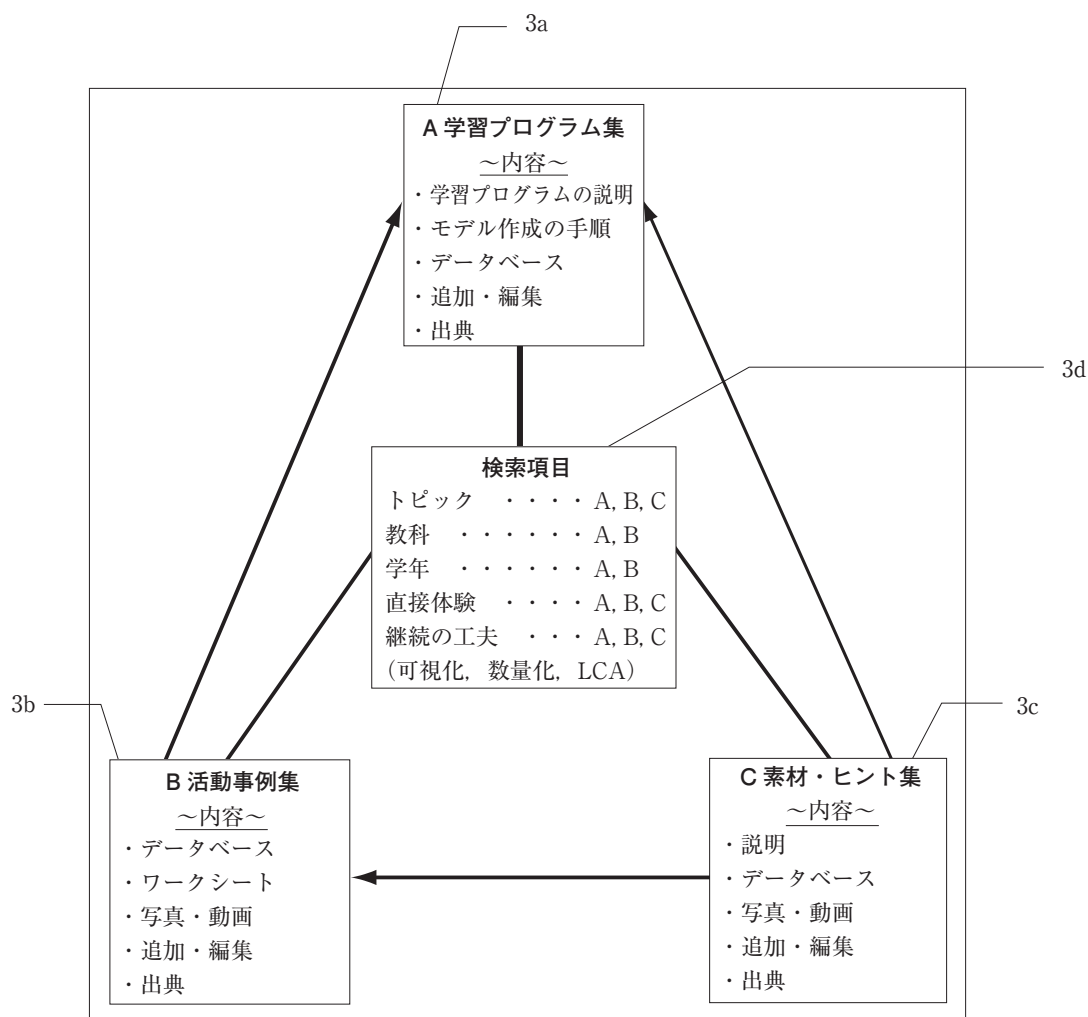 3a
A 学習プログラム集
～内容～
・学習プログラムの説明
・モデル作成の手順
・データベース
・追加・編集
・出典
3d
検索項目
トピック ・・・・ A, B, C
教科 ・・・・・・ A, B
学年 ・・・・・・ A, B
直接体験 ・・・・ A, B, C
継続の工夫 ・・・ A, B, C
(可視化, 数量化, LCA)
3b
B 活動事例集
～内容～
・データベース
・ワークシート
・写真・動画
・追加・編集
・出典
3c
C 素材・ヒント集
～内容～
・説明
・データベース
・写真・動画
・追加・編集
・出典